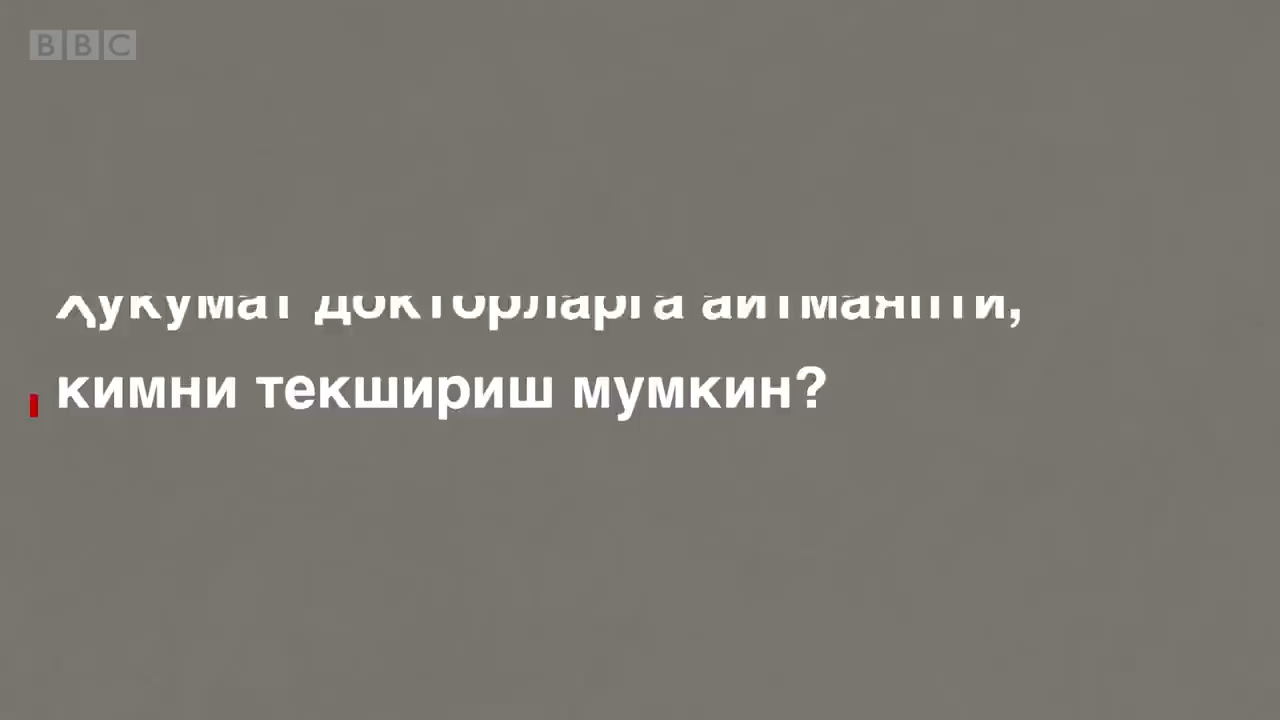 BBC
Ҳукумат докторларга айтмаяпти,
кимни текшириш мумкин?